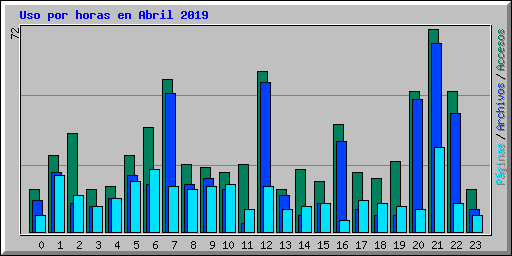 Uso por horas en Abril 2019
72
Páginas / Archivos / Accesos
0 1 2 3 4 5 6 7 8 9 10 11 12 13 14 15 16 17 18 19 20 21 22 23